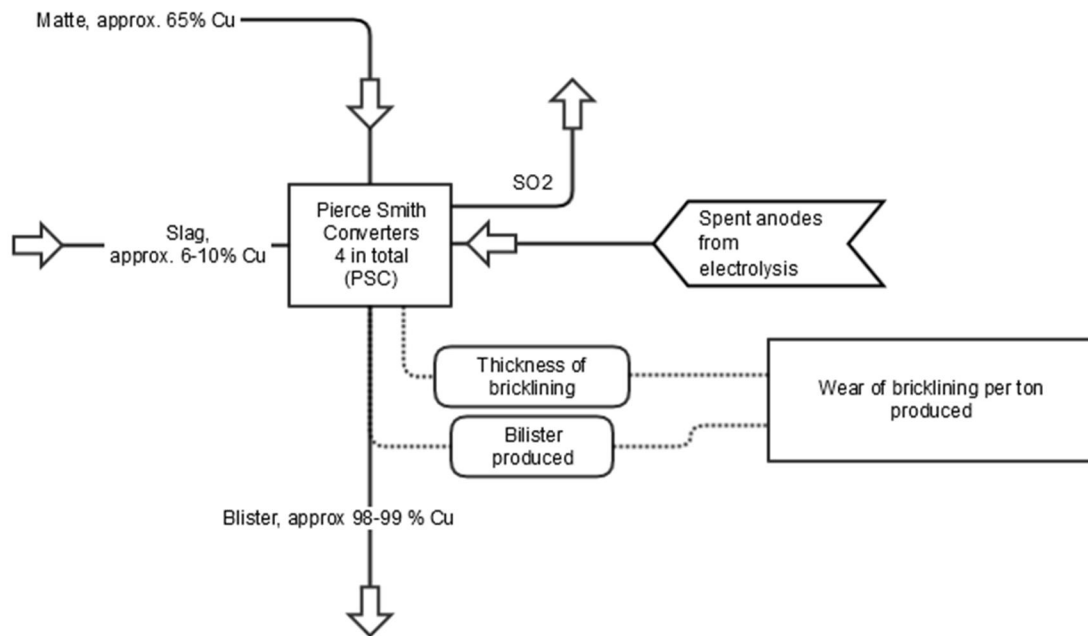 Matte, approx. 65% Cu
SO2
Pierce Smith
Converters
4 in total
(PSC)
Slag,
approx. 6-10% Cu
Spent anodes
from
electrolysis
Thickness of
bricklining
Wear of bricklining per ton
produced
Bilister
produced
Blister, approx 98-99 % Cu